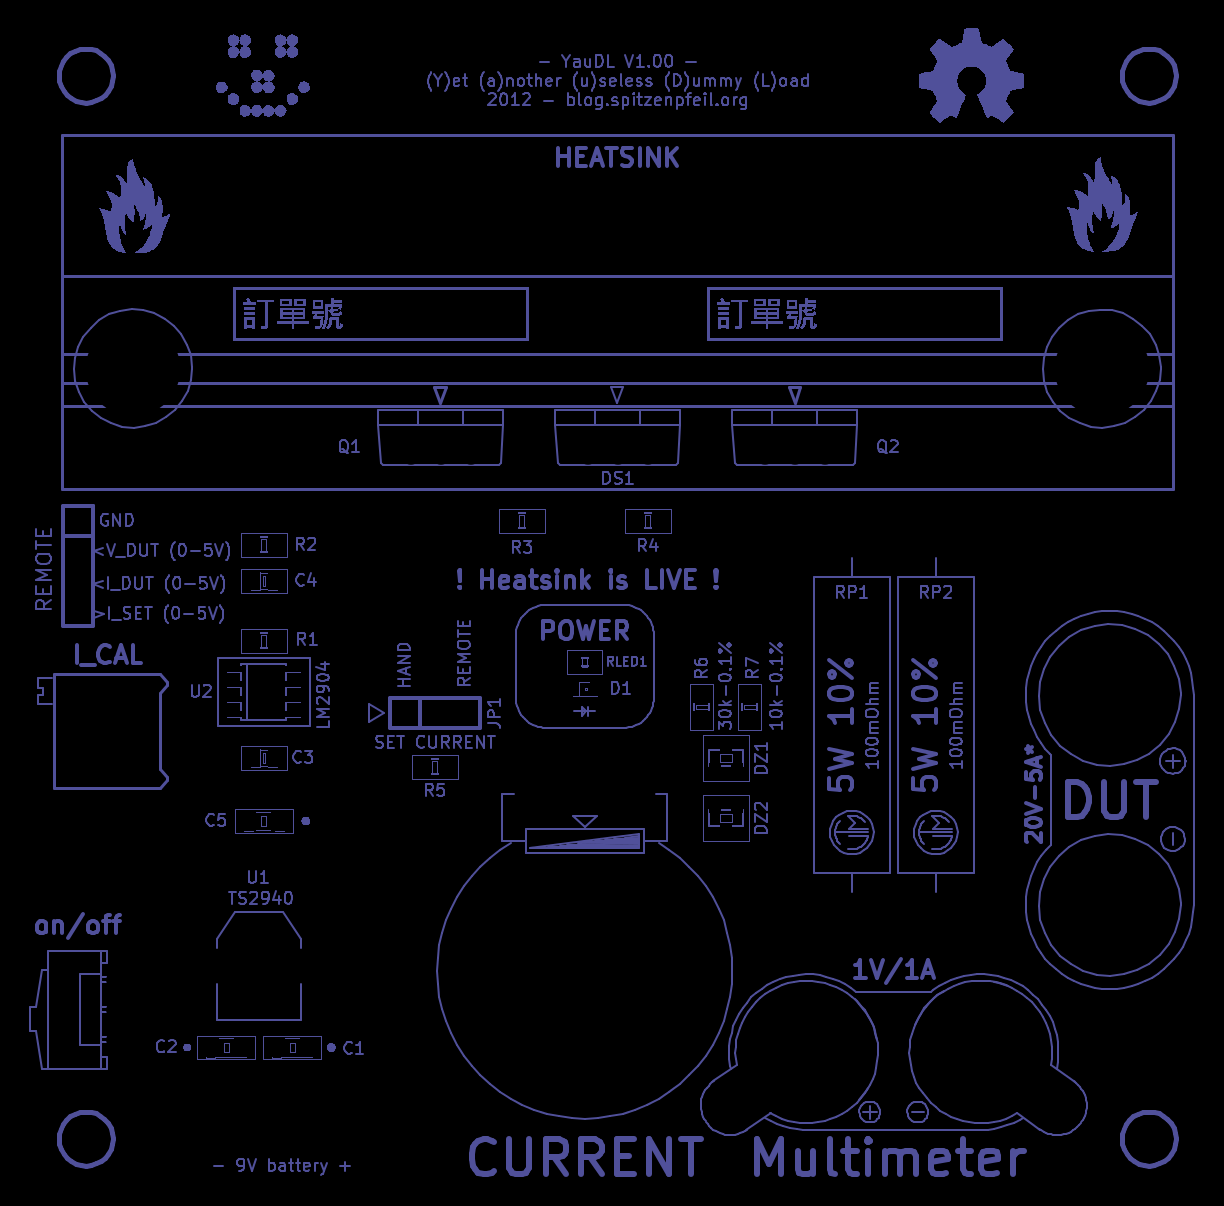 - YauDL V1.00 -
(Y)et (a)nother (u)seless (D)ummy (L)oad
2012 - blog.spitzenpfeil.org
HEATSINK
訂單號
訂單號
Q1
DS1
Q2
REMOTE
GND
<V_DUT (0-5V)
<I_DUT (0-5V)
>I_SET (0-5V)
R2
C4
R1
R3
R4
! Heatsink is LIVE !
POWER
RLED1
D1
I_CAL
U2
LM2904
HAND
REMOTE
JP1
SET CURRENT
R5
R6
30k-0.1%
R7
10k-0.1%
DZ1
DZ2
RP1
5W 10%
100mOhm
RP2
5W 10%
100mOhm
20V-5A*
DUT
+
-
C3
C5
U1
TS2940
on/off
C2
C1
1V/1A
+
-
- 9V battery +
CURRENT
Multimeter